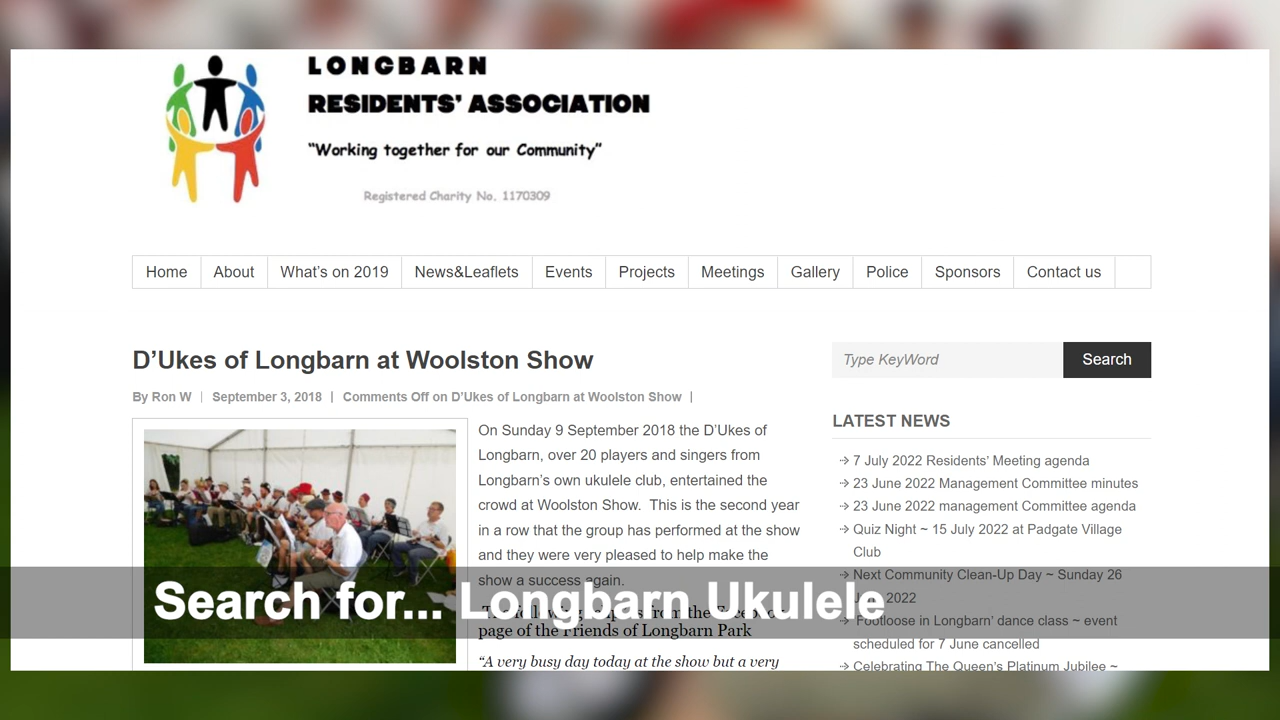 LONGBARN
RESIDENTS' ASSOCIATION
"Working together for our Community"
Registered Charity No. 1170309
Home About What's on 2019 News&Leaflets Events Projects Meetings Gallery Police Sponsors Contact us
D'Ukes of Longbarn at Woolston Show
By Ron W | September 3, 2018 | Comments Off on D'Ukes of Longbarn at Woolston Show |
On Sunday 9 September 2018 the D'Ukes of
Longbarn, over 20 players and singers from
Longbarn's own ukulele club, entertained the
crowd at Woolston Show. This is the second year
in a row that the group has performed at the show
and they were very pleased to help make the
show a success again.
page of the Friends of Longbarn Park
"A very busy day today at the show but a very
Type KeyWord Search
LATEST NEWS
7 July 2022 Residents' Meeting agenda
23 June 2022 Management Committee minutes
23 June 2022 management Committee agenda
Quiz Night ~ 15 July 2022 at Padgate Village
Club
Next Community Clean-Up Day ~ Sunday 26
2022
'Footloose in Longbarn' dance class ~ event
scheduled for 7 June cancelled
Celebrating The Queen's Platinum Jubilee ~
Search for... Longbarn Ukulele